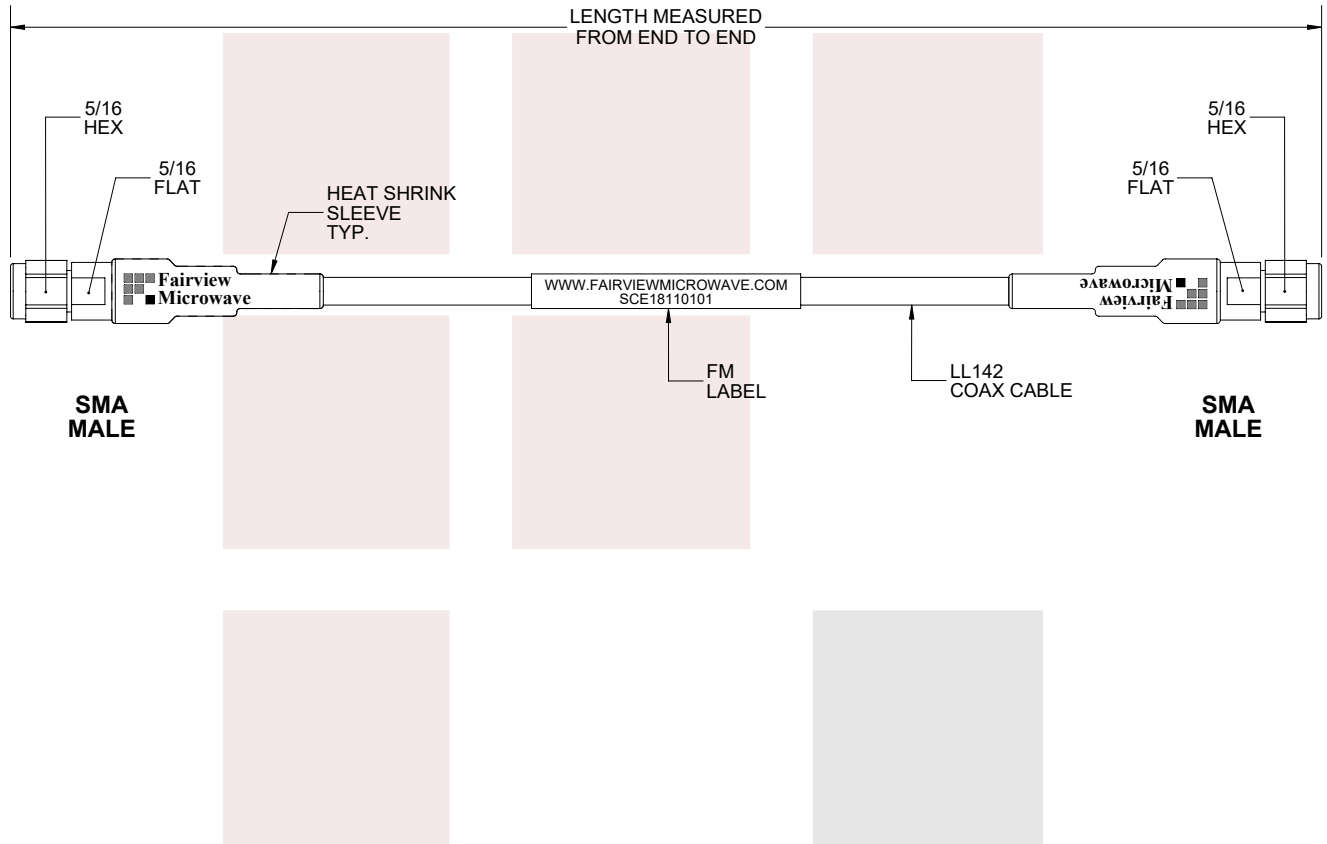 LENGTH MEASURED
FROM END TO END
5/16
HEX
5/16
FLAT
HEAT SHRINK
SLEEVE
TYP.
5/16
HEX
5/16
FLAT
Fairview
Microwave
WWW.FAIRVIEWMICROWAVE.COM
SCE18110101
Fairview
Microwave
FM
LABEL
LL142
COAX CABLE
SMA
MALE
SMA
MALE